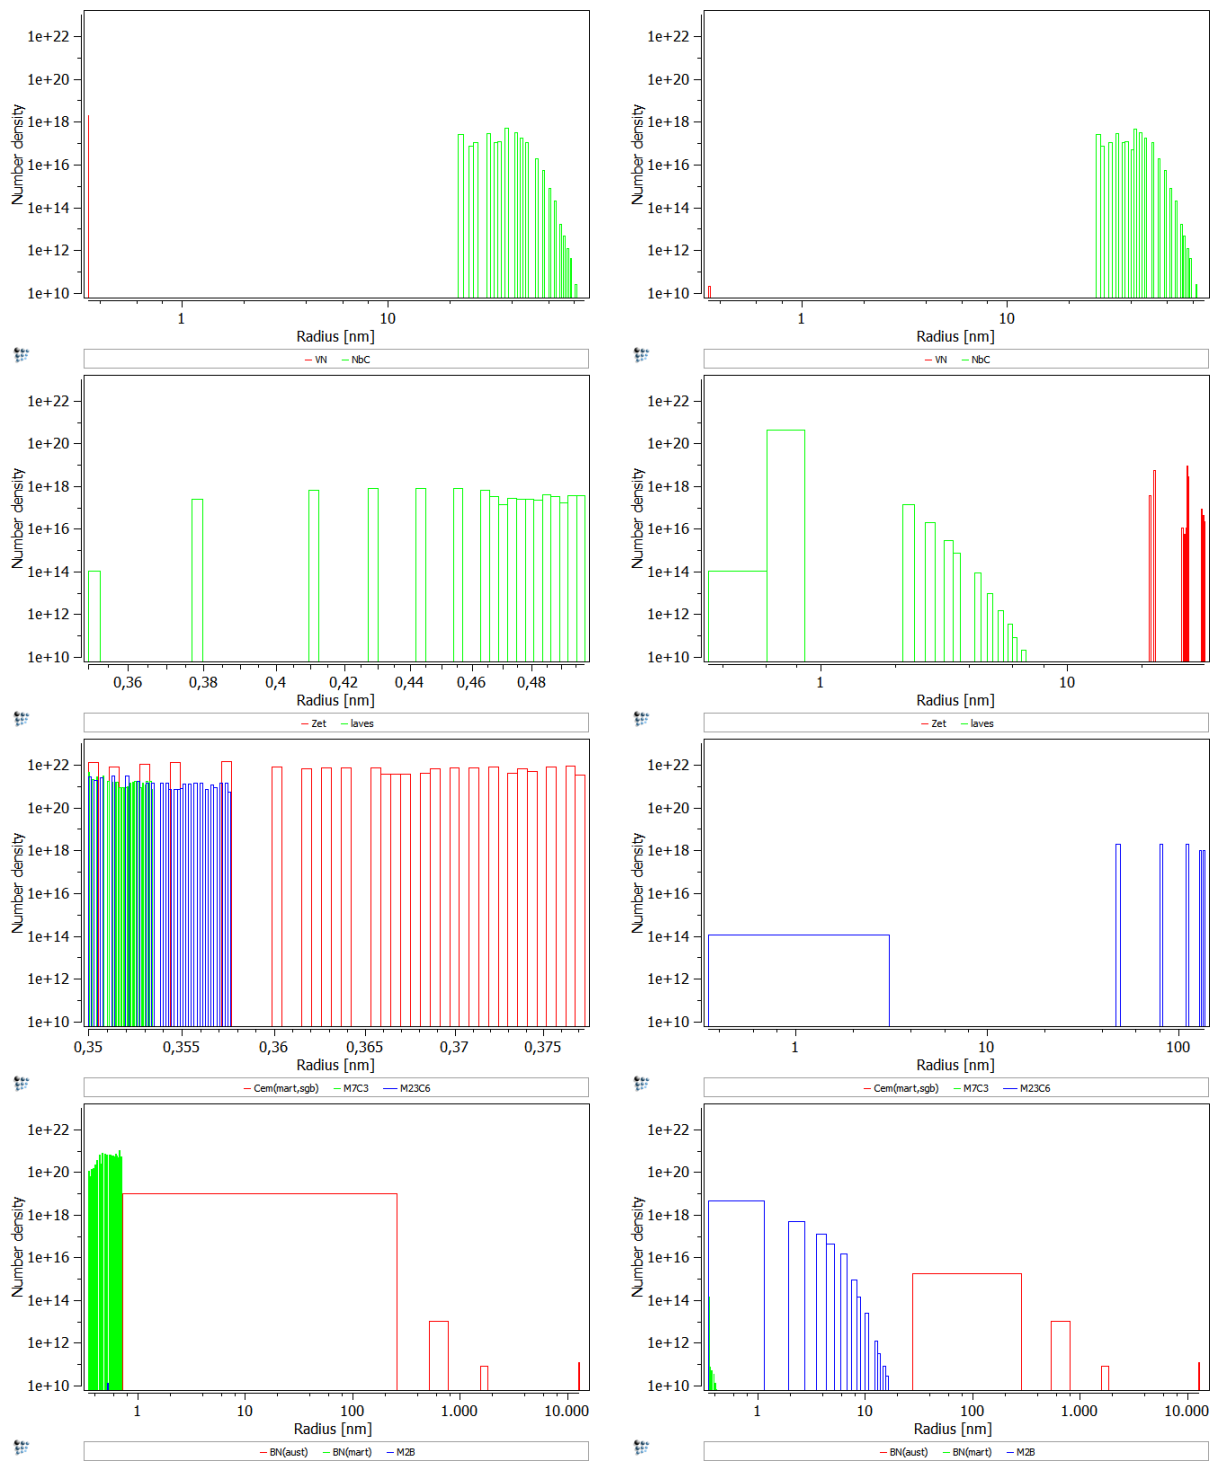 1e+22
1e+20
1e+18
1e+16
1e+14
1e+12
1e+10
Number density
1 10
Radius [nm]
VN NbC
1e+22
1e+20
1e+18
1e+16
1e+14
1e+12
1e+10
Number density
1 10
Radius [nm]
VN NbC
1e+22
1e+20
1e+18
1e+16
1e+14
1e+12
1e+10
Number density
0,36 0,38 0,4 0,42 0,44 0,46 0,48
Radius [nm]
Zet laves
1e+22
1e+20
1e+18
1e+16
1e+14
1e+12
1e+10
Number density
1 10
Radius [nm]
Zet laves
1e+22
1e+20
1e+18
1e+16
1e+14
1e+12
1e+10
Number density
0,35 0,355 0,36 0,365 0,37 0,375
Radius [nm]
Cem(mart,sgb) M7C3 M23C6
1e+22
1e+20
1e+18
1e+16
1e+14
1e+12
1e+10
Number density
1 10 100
Radius [nm]
Cem(mart,sgb) M7C3 M23C6
1e+22
1e+20
1e+18
1e+16
1e+14
1e+12
1e+10
Number density
1 10 100 1.000 10.000
Radius [nm]
BN(aust) BN(mart) M2B
1e+22
1e+20
1e+18
1e+16
1e+14
1e+12
1e+10
Number density
1 10 100 1.000 10.000
Radius [nm]
BN(aust) BN(mart) M2B